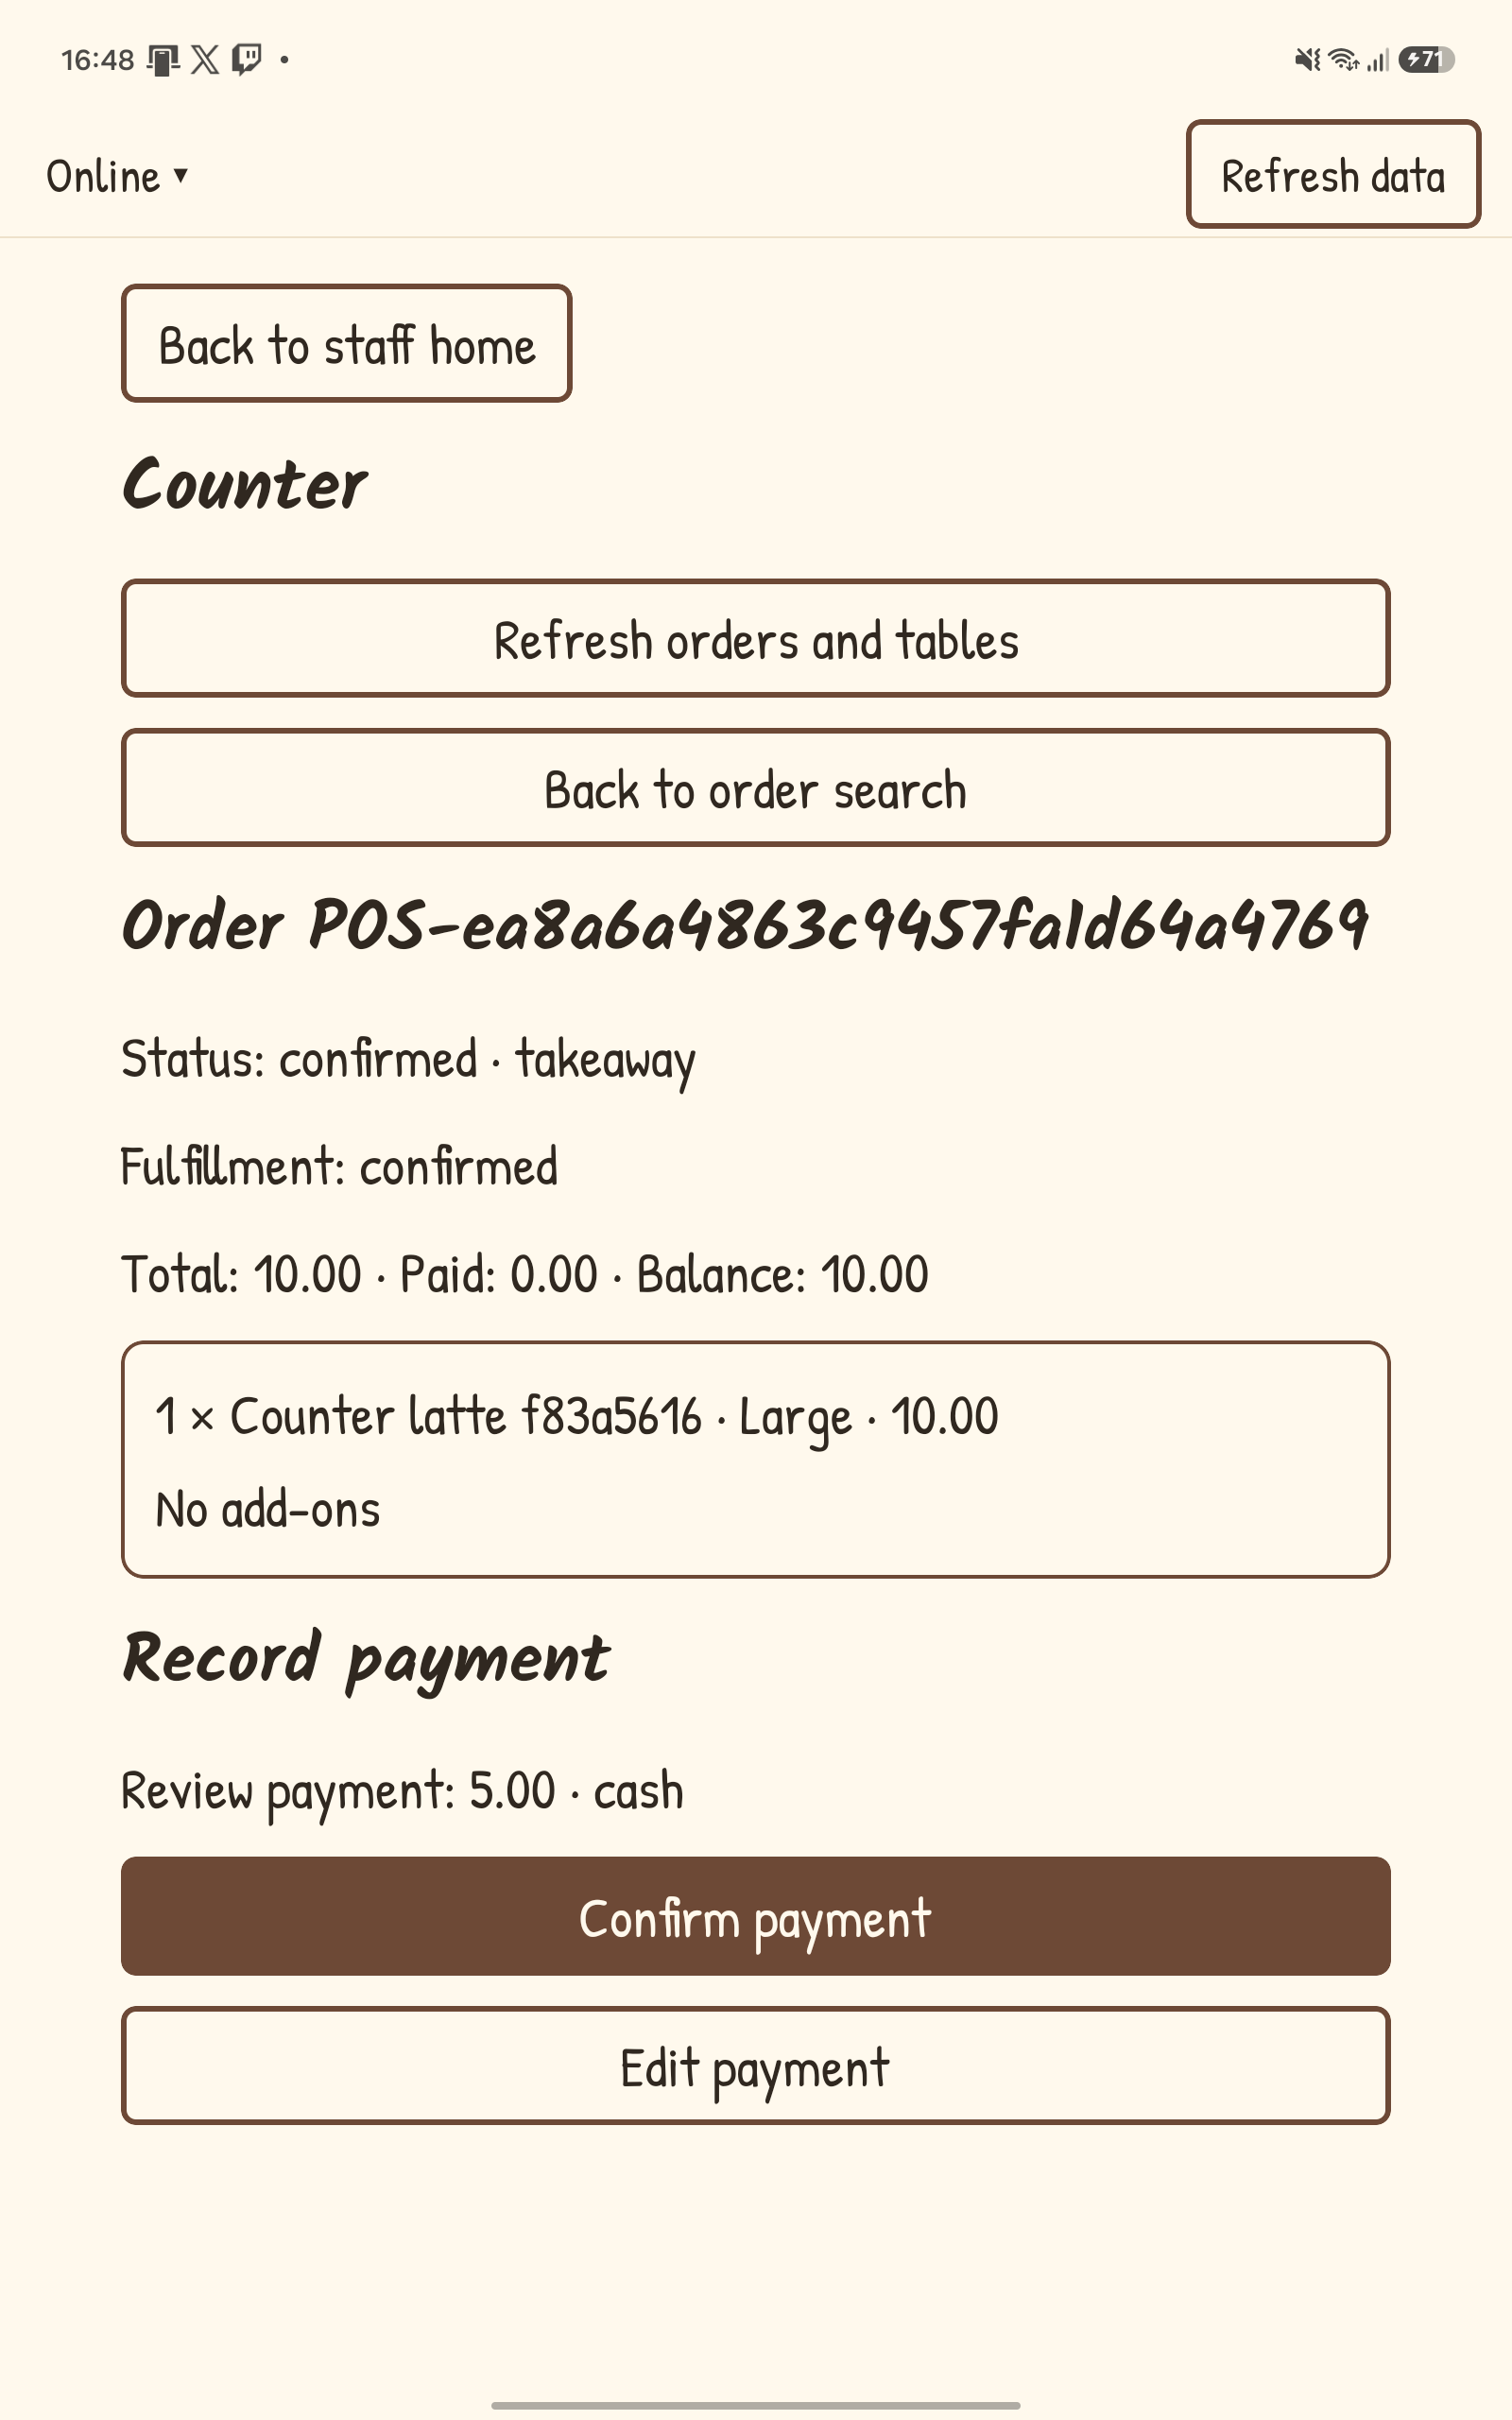 16:48
71
Online ▾
Refresh data
Back to staff home
Counter
Refresh orders and tables
Back to order search
Order POS-ea8a6a4863c9457fa1d64a4769
Status: confirmed · takeaway
Fulfillment: confirmed
Total: 10.00 · Paid: 0.00 · Balance: 10.00
1 × Counter latte f83a5616 · Large · 10.00
No add-ons
Record payment
Review payment: 5.00 · cash
Confirm payment
Edit payment